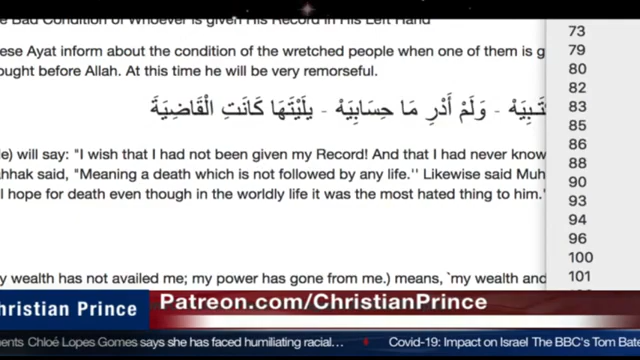 e Bad Condition of Whoever is given His Record in His Left Hand
ese Ayat inform about the condition of the wretched people when one of them is g
ought before Allah. At this time he will be very remorseful.
كِتَـبِيَهْ - وَلَمْ أَدْرِ مَا حِسَابِيَهْ - يلَيْتَهَا كَانَتِ الْقَاضِيَةَ
e) will say: "I wish that I had not been given my Record! And that I had never know
ahhak said, "Meaning a death which is not followed by any life.'' Likewise said Muh
l hope for death even though in the worldly life it was the most hated thing to him.''
y wealth has not availed me; my power has gone from me.) means, `my wealth and
73
79
80
82
83
85
86
88
90
93
94
96
100
101
Christian Prince
Patreon.com/ChristianPrince
ents Chloé Lopes Gomes says she has faced humiliating racial... Covid-19: Impact on Israel The BBC's Tom Bate